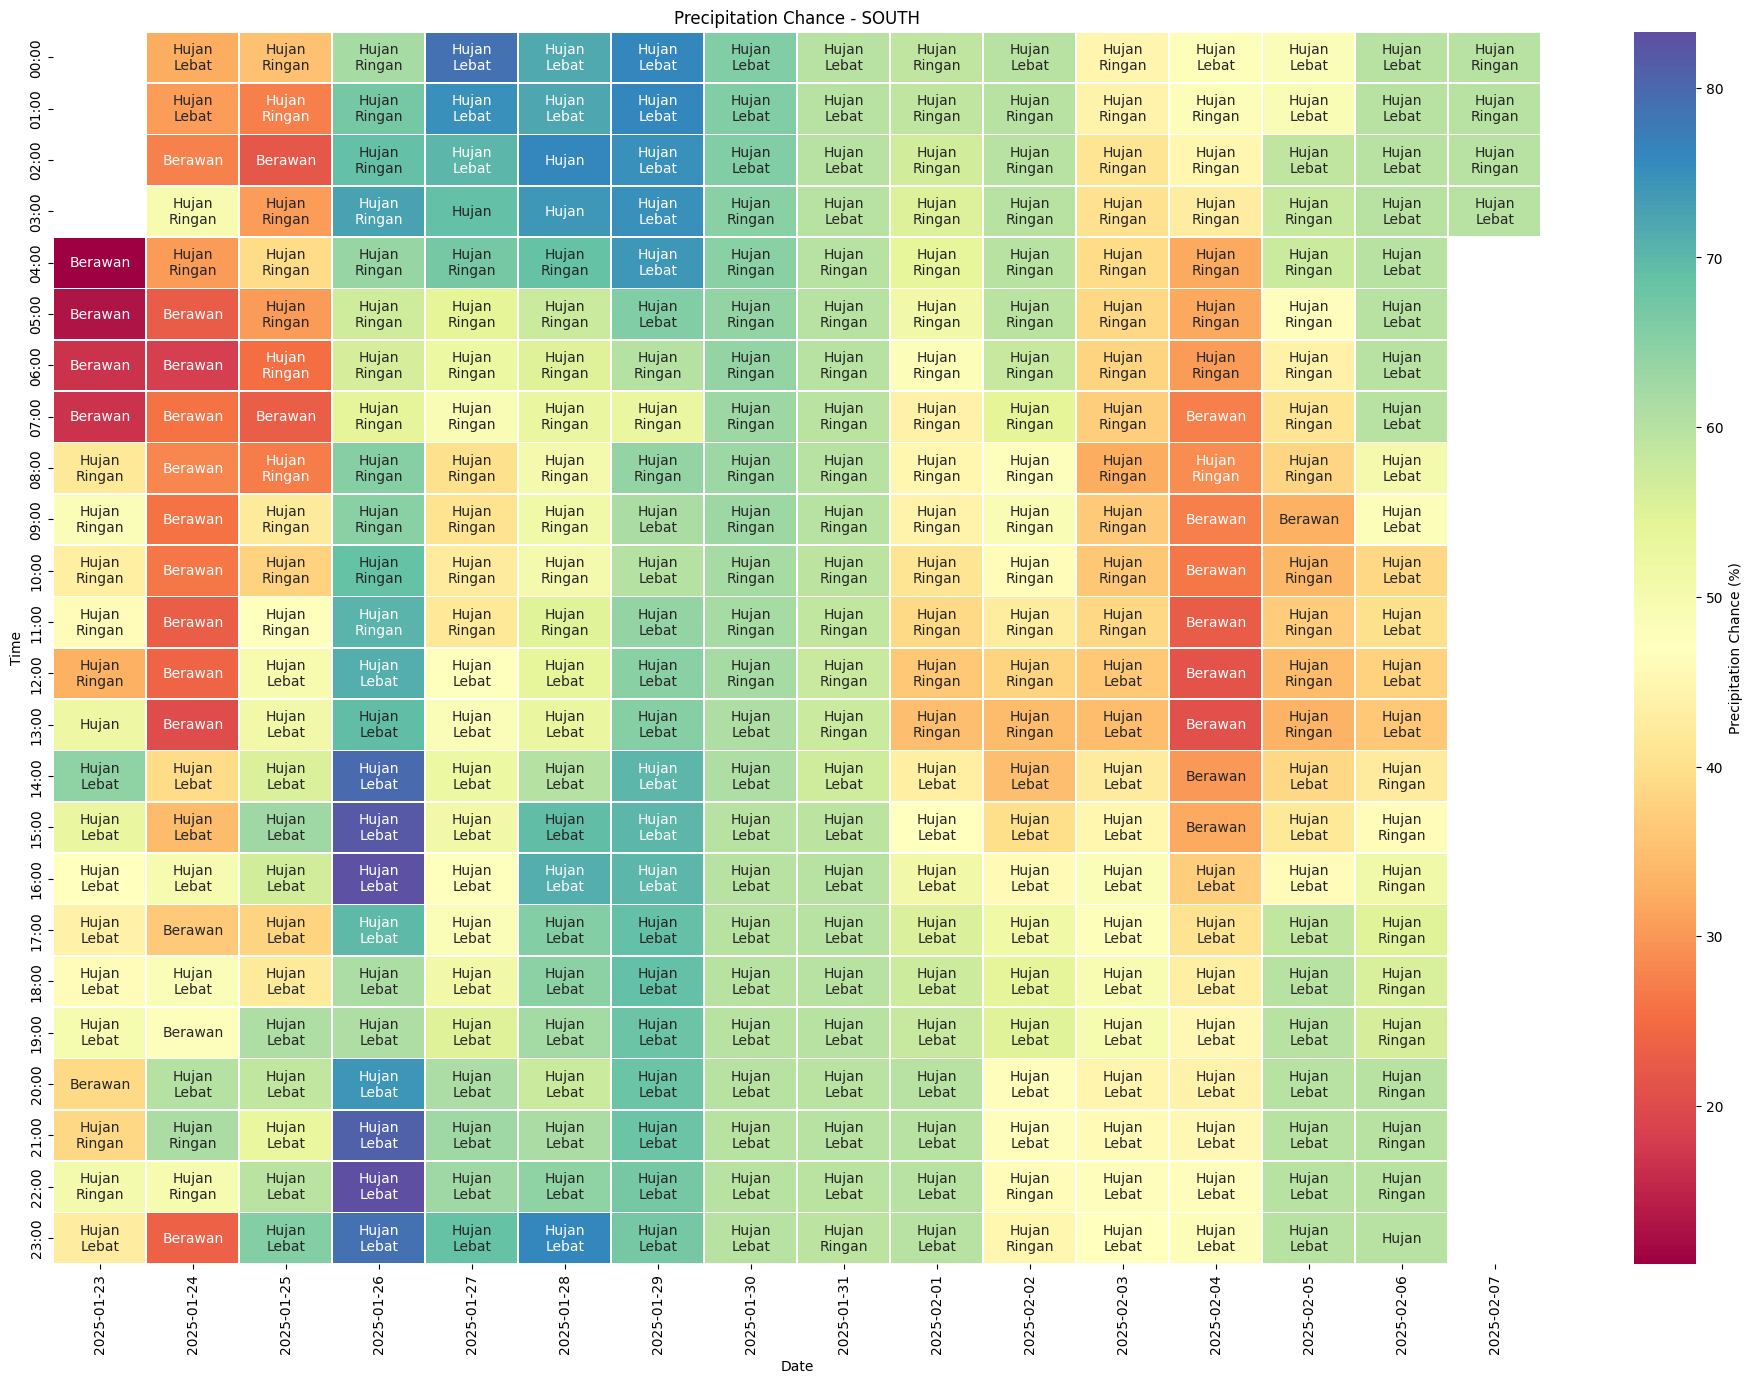 Precipitation Chance - SOUTH
00:00 Hujan Lebat Hujan Ringan Hujan Ringan Hujan Lebat Hujan Lebat Hujan Lebat Hujan Lebat Hujan Lebat Hujan Ringan Hujan Lebat Hujan Ringan Hujan Lebat Hujan Lebat Hujan Lebat Hujan Ringan
01:00 Hujan Lebat Hujan Ringan Hujan Ringan Hujan Lebat Hujan Lebat Hujan Lebat Hujan Lebat Hujan Ringan Hujan Ringan Hujan Ringan Hujan Ringan Hujan Ringan Hujan Lebat Hujan Lebat Hujan Ringan
02:00 Berawan Berawan Hujan Ringan Hujan Lebat Hujan Hujan Lebat Hujan Lebat Hujan Lebat Hujan Ringan Hujan Ringan Hujan Ringan Hujan Ringan Hujan Lebat Hujan Lebat Hujan Ringan
03:00 Hujan Ringan Hujan Ringan Hujan Ringan Hujan Hujan Hujan Lebat Hujan Ringan Hujan Lebat Hujan Ringan Hujan Ringan Hujan Ringan Hujan Ringan Hujan Ringan Hujan Lebat Hujan Lebat
04:00 Berawan Hujan Ringan Hujan Ringan Hujan Ringan Hujan Ringan Hujan Ringan Hujan Lebat Hujan Ringan Hujan Ringan Hujan Ringan Hujan Ringan Hujan Ringan Hujan Ringan Hujan Ringan Hujan Lebat
05:00 Berawan Berawan Hujan Ringan Hujan Ringan Hujan Ringan Hujan Ringan Hujan Lebat Hujan Ringan Hujan Ringan Hujan Ringan Hujan Ringan Hujan Ringan Hujan Ringan Hujan Ringan Hujan Lebat
06:00 Berawan Berawan Hujan Ringan Hujan Ringan Hujan Ringan Hujan Ringan Hujan Ringan Hujan Ringan Hujan Ringan Hujan Ringan Hujan Ringan Hujan Ringan Hujan Ringan Hujan Ringan Hujan Lebat
07:00 Berawan Berawan Berawan Hujan Ringan Hujan Ringan Hujan Ringan Hujan Ringan Hujan Ringan Hujan Ringan Hujan Ringan Hujan Ringan Hujan Ringan Berawan Hujan Ringan Hujan Lebat
08:00 Hujan Ringan Berawan Hujan Ringan Hujan Ringan Hujan Ringan Hujan Ringan Hujan Ringan Hujan Ringan Hujan Ringan Hujan Ringan Hujan Ringan Hujan Ringan Hujan Ringan Hujan Ringan Hujan Lebat
09:00 Hujan Ringan Berawan Hujan Ringan Hujan Ringan Hujan Ringan Hujan Ringan Hujan Lebat Hujan Ringan Hujan Ringan Hujan Ringan Hujan Ringan Hujan Ringan Berawan Berawan Hujan Lebat
10:00 Hujan Ringan Berawan Hujan Ringan Hujan Ringan Hujan Ringan Hujan Ringan Hujan Lebat Hujan Ringan Hujan Ringan Hujan Ringan Hujan Ringan Hujan Ringan Berawan Hujan Ringan Hujan Lebat
11:00 Hujan Ringan Berawan Hujan Ringan Hujan Ringan Hujan Ringan Hujan Ringan Hujan Lebat Hujan Ringan Hujan Ringan Hujan Ringan Hujan Ringan Hujan Ringan Berawan Hujan Ringan Hujan Lebat
12:00 Hujan Ringan Berawan Hujan Lebat Hujan Lebat Hujan Lebat Hujan Lebat Hujan Lebat Hujan Ringan Hujan Ringan Hujan Ringan Hujan Ringan Hujan Lebat Berawan Hujan Ringan Hujan Lebat
13:00 Hujan Berawan Hujan Lebat Hujan Lebat Hujan Lebat Hujan Lebat Hujan Lebat Hujan Lebat Hujan Ringan Hujan Ringan Hujan Ringan Hujan Lebat Berawan Hujan Ringan Hujan Lebat
14:00 Hujan Lebat Hujan Lebat Hujan Lebat Hujan Lebat Hujan Lebat Hujan Lebat Hujan Lebat Hujan Lebat Hujan Lebat Hujan Lebat Hujan Lebat Hujan Lebat Berawan Hujan Lebat Hujan Ringan
15:00 Hujan Lebat Hujan Lebat Hujan Lebat Hujan Lebat Hujan Lebat Hujan Lebat Hujan Lebat Hujan Lebat Hujan Lebat Hujan Lebat Hujan Lebat Hujan Lebat Berawan Hujan Lebat Hujan Ringan
16:00 Hujan Lebat Hujan Lebat Hujan Lebat Hujan Lebat Hujan Lebat Hujan Lebat Hujan Lebat Hujan Lebat Hujan Lebat Hujan Lebat Hujan Lebat Hujan Lebat Hujan Lebat Hujan Lebat Hujan Ringan
17:00 Hujan Lebat Berawan Hujan Lebat Hujan Lebat Hujan Lebat Hujan Lebat Hujan Lebat Hujan Lebat Hujan Lebat Hujan Lebat Hujan Lebat Hujan Lebat Hujan Lebat Hujan Lebat Hujan Ringan
18:00 Hujan Lebat Hujan Lebat Hujan Lebat Hujan Lebat Hujan Lebat Hujan Lebat Hujan Lebat Hujan Lebat Hujan Lebat Hujan Lebat Hujan Lebat Hujan Lebat Hujan Lebat Hujan Lebat Hujan Ringan
19:00 Hujan Lebat Berawan Hujan Lebat Hujan Lebat Hujan Lebat Hujan Lebat Hujan Lebat Hujan Lebat Hujan Lebat Hujan Lebat Hujan Lebat Hujan Lebat Hujan Lebat Hujan Lebat Hujan Ringan
20:00 Berawan Hujan Lebat Hujan Lebat Hujan Lebat Hujan Lebat Hujan Lebat Hujan Lebat Hujan Lebat Hujan Lebat Hujan Lebat Hujan Lebat Hujan Lebat Hujan Lebat Hujan Lebat Hujan Ringan
21:00 Hujan Ringan Hujan Ringan Hujan Lebat Hujan Lebat Hujan Lebat Hujan Lebat Hujan Lebat Hujan Lebat Hujan Lebat Hujan Lebat Hujan Lebat Hujan Lebat Hujan Lebat Hujan Lebat Hujan Ringan
22:00 Hujan Ringan Hujan Ringan Hujan Lebat Hujan Lebat Hujan Lebat Hujan Lebat Hujan Lebat Hujan Lebat Hujan Lebat Hujan Lebat Hujan Ringan Hujan Lebat Hujan Lebat Hujan Lebat Hujan Ringan
23:00 Hujan Lebat Berawan Hujan Lebat Hujan Lebat Hujan Lebat Hujan Lebat Hujan Lebat Hujan Lebat Hujan Ringan Hujan Lebat Hujan Ringan Hujan Lebat Hujan Lebat Hujan Lebat Hujan
Time
2025-01-23 2025-01-24 2025-01-25 2025-01-26 2025-01-27 2025-01-28 2025-01-29 2025-01-30 2025-01-31 2025-02-01 2025-02-02 2025-02-03 2025-02-04 2025-02-05 2025-02-06 2025-02-07
Date
80
70
60
50
40
30
20
Precipitation Chance (%)